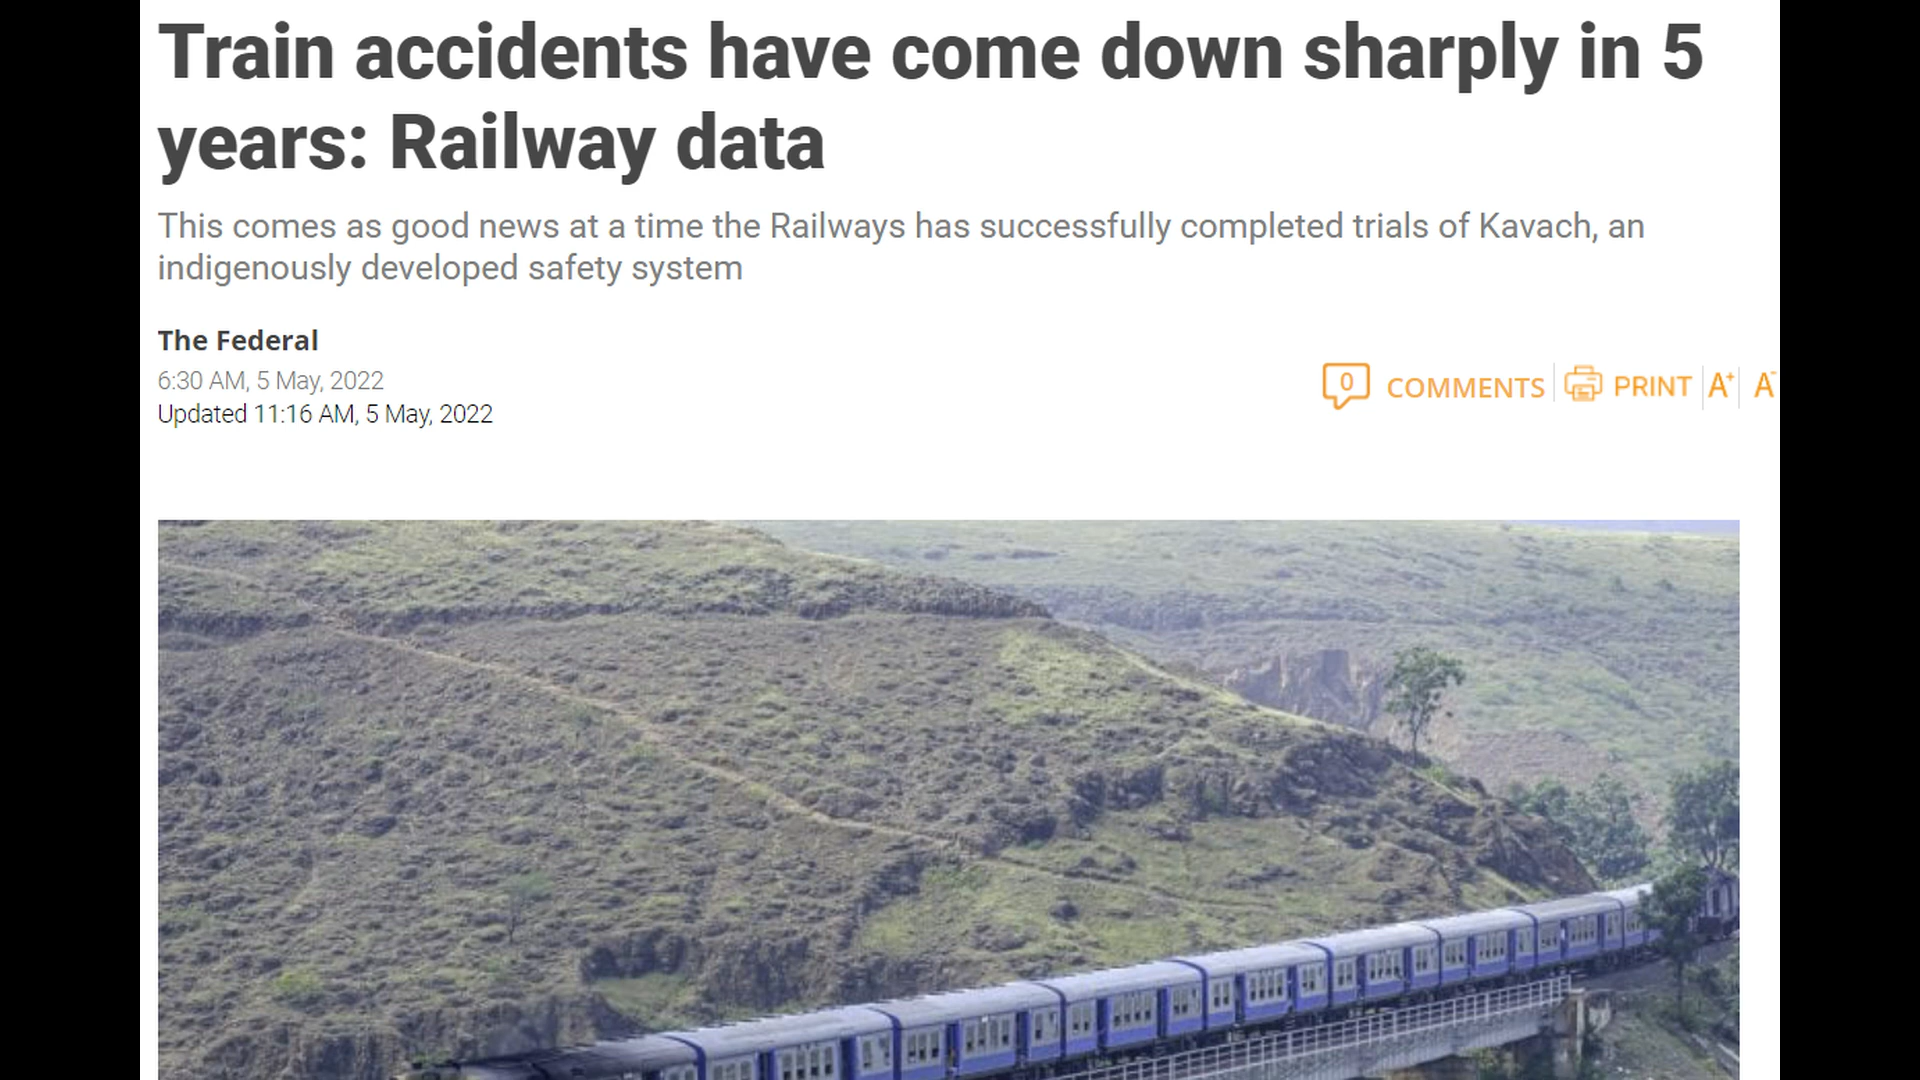 Train accidents have come down sharply in 5
years: Railway data
This comes as good news at a time the Railways has successfully completed trials of Kavach, an
indigenously developed safety system
The Federal
6:30 AM, 5 May, 2022
Updated 11:16 AM, 5 May, 2022
0 COMMENTS PRINT A+ A-